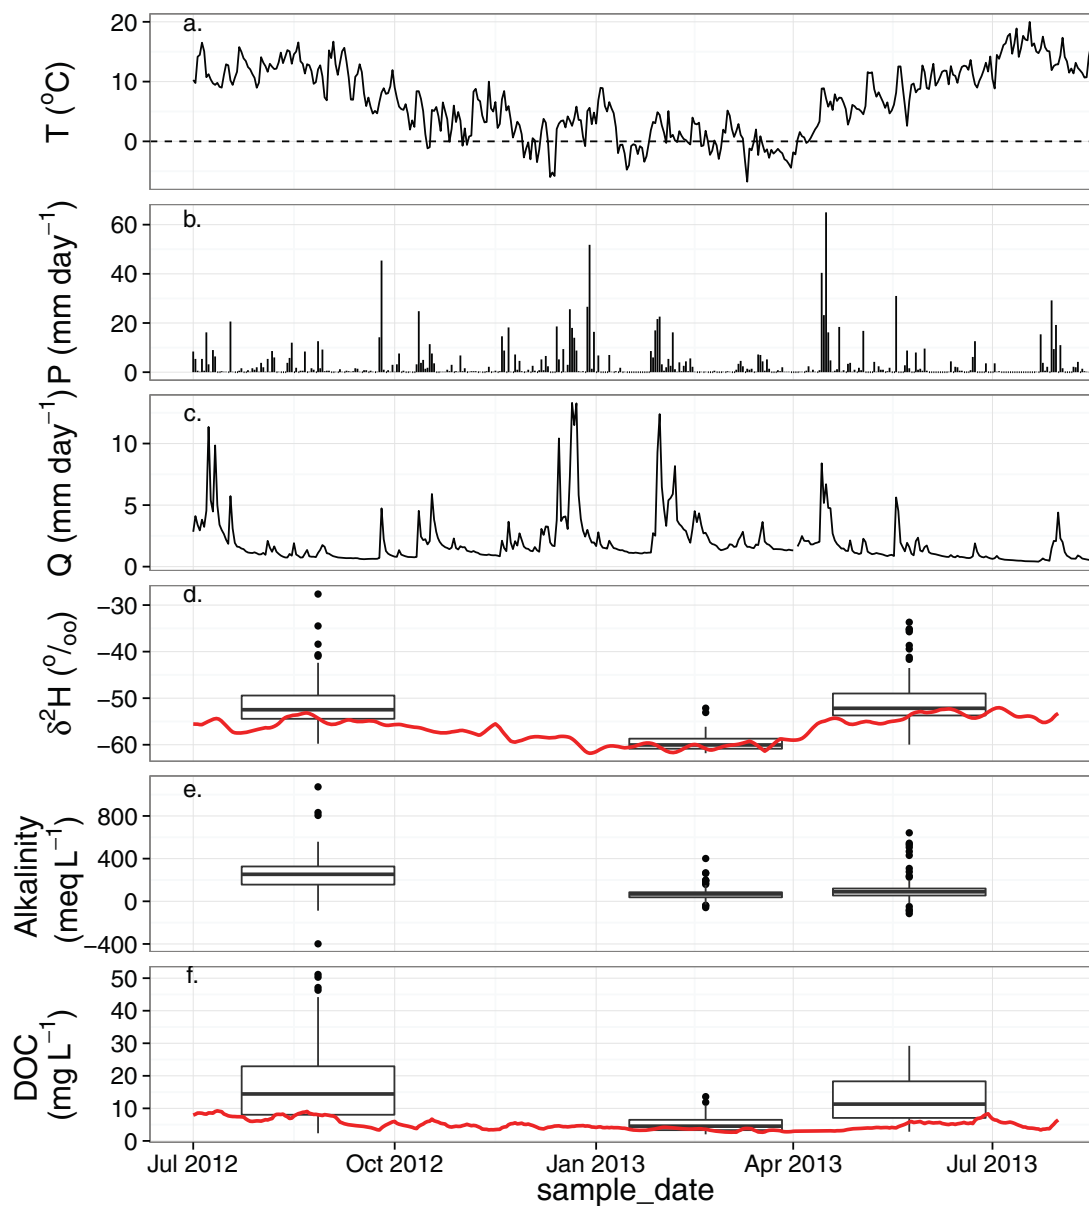 a.
T (°C)
20
10
0
b.
P (mm day⁻¹)
60
40
20
0
c.
Q (mm day⁻¹)
10
5
0
d.
δ²H (⁰/₀₀)
−30
−40
−50
−60
e.
Alkalinity
(meq L⁻¹)
800
400
0
−400
f.
DOC
(mg L⁻¹)
50
40
30
20
10
0
Jul 2012 Oct 2012 Jan 2013 Apr 2013 Jul 2013
sample_date